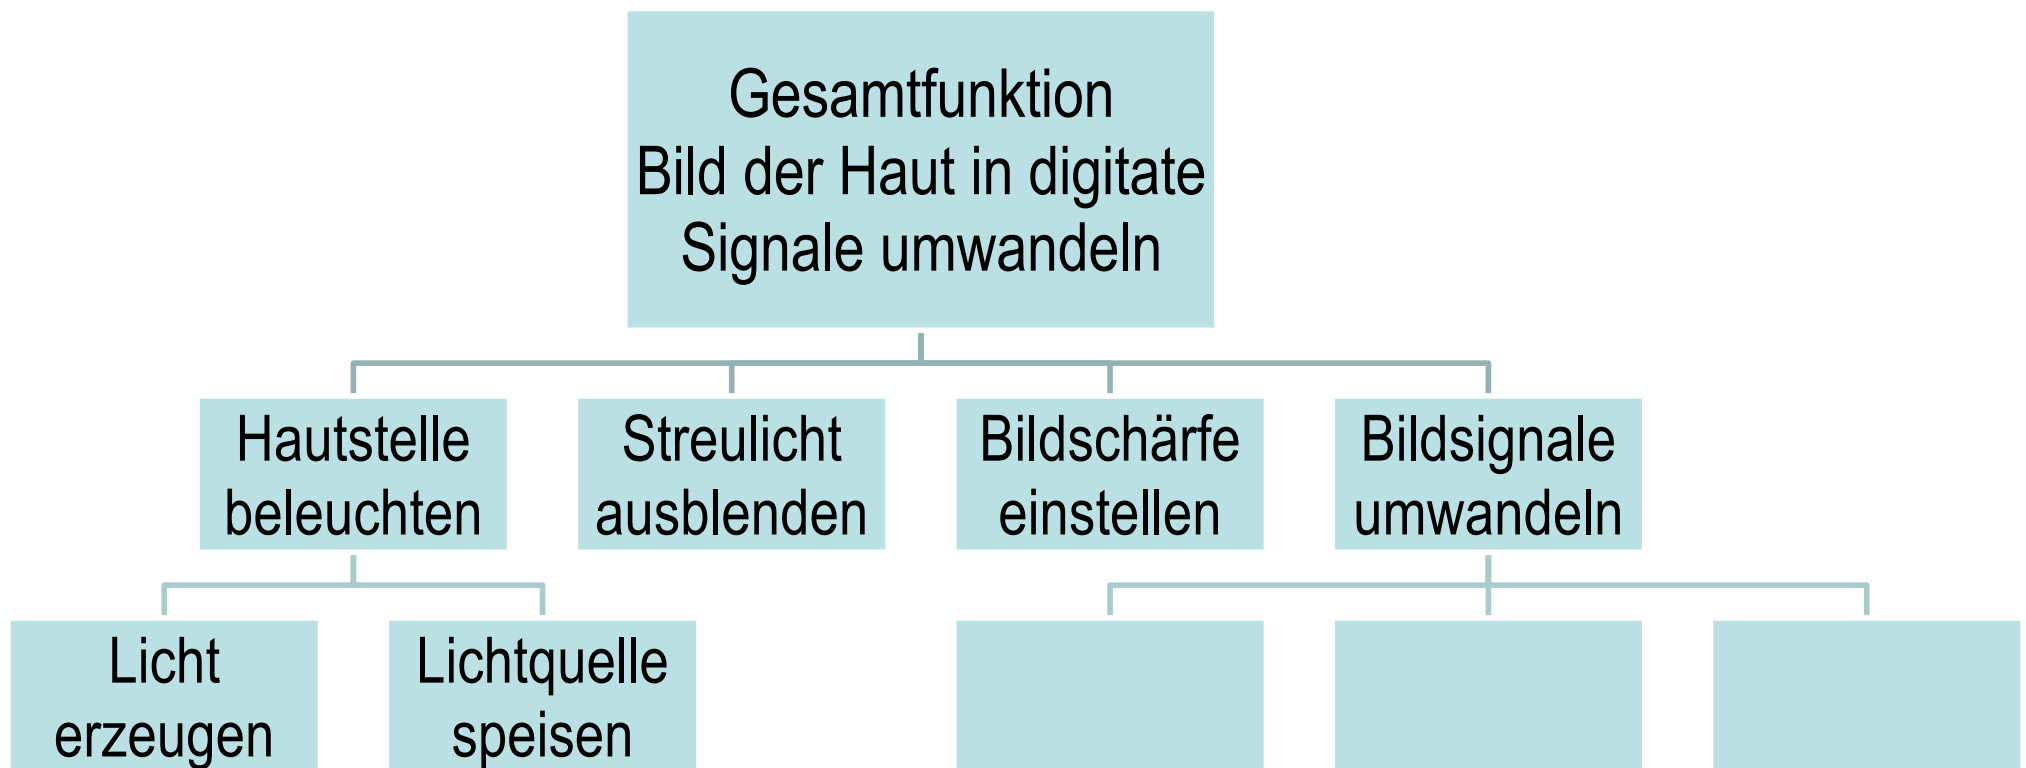 Gesamtfunktion
Bild der Haut in digitate
Signale umwandeln
Hautstelle
beleuchten
Streulicht
ausblenden
Bildschärfe
einstellen
Bildsignale
umwandeln
Licht
erzeugen
Lichtquelle
speisen